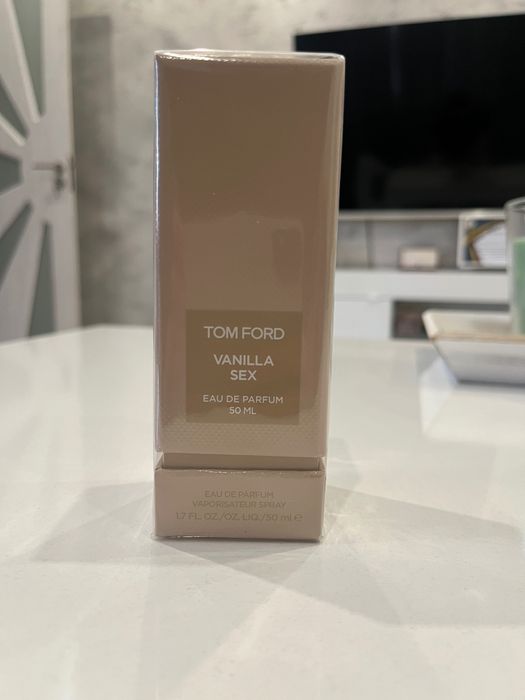 TOM FORD
VANILLA
SEX
EAU DE PARFUM
50 ML
EAU DE PARFUM
VAPORISATEUR SPRAY
1.7 FL. OZ./OZ. LIQ./50 ml ℮